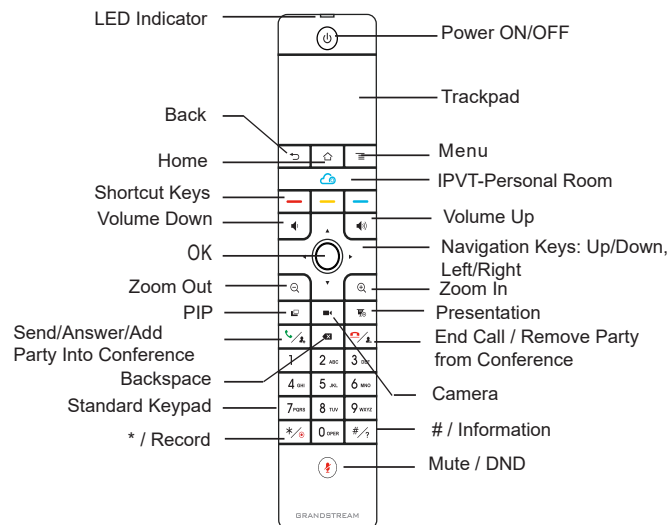 LED Indicator
Power ON/OFF
Trackpad
Back
Home
Menu
IPVT-Personal Room
Shortcut Keys
Volume Down
Volume Up
OK
Navigation Keys: Up/Down,
Left/Right
Zoom Out
Zoom In
PIP
Presentation
Send/Answer/Add
Party Into Conference
End Call / Remove Party
from Conference
Backspace
Camera
Standard Keypad
* / Record
# / Information
Mute / DND
1 2 ABC 3 DEF
4 GHI 5 JKL 6 MNO
7 PQRS 8 TUV 9 WXYZ
*/ 0 OPER #/?
GRANDSTREAM